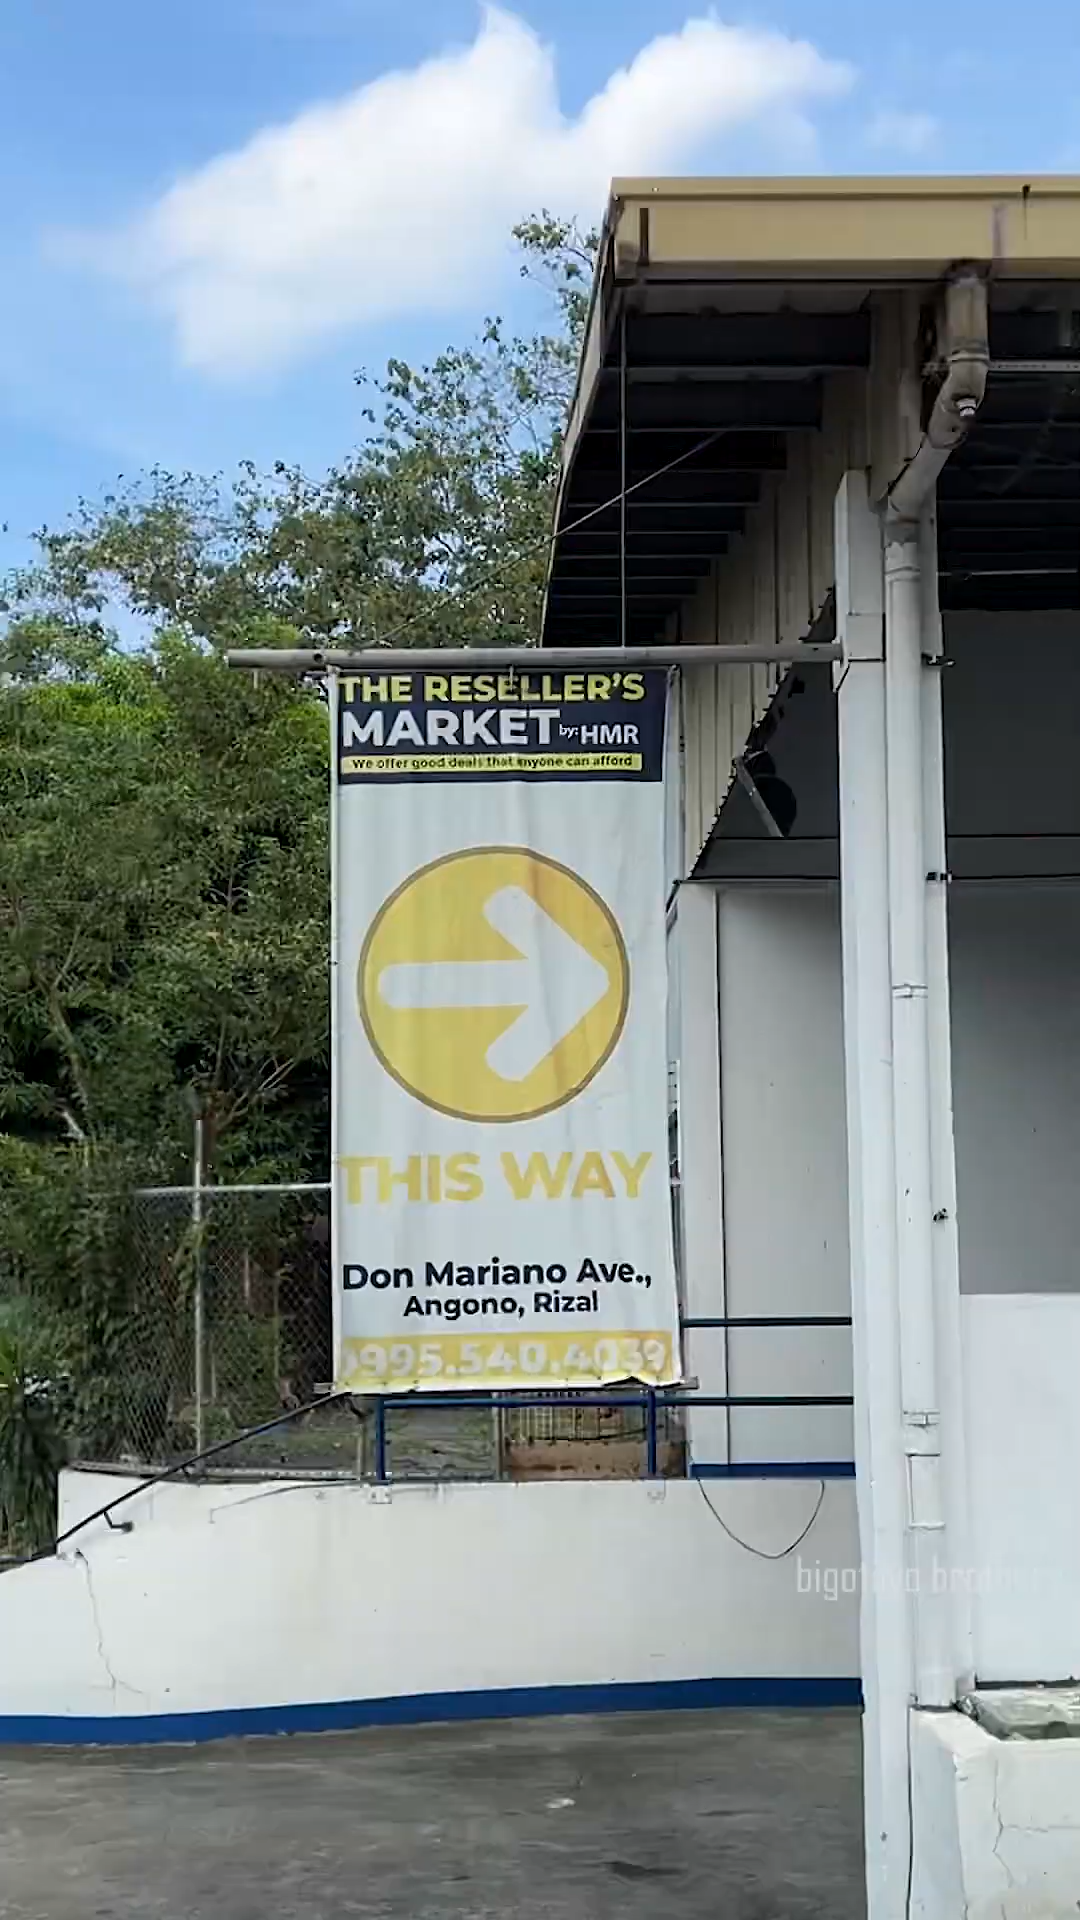 THE RESELLER'S
MARKET by: HMR
We offer good deals that anyone can afford
THIS WAY
Don Mariano Ave.,
Angono, Rizal
0995.540.4039